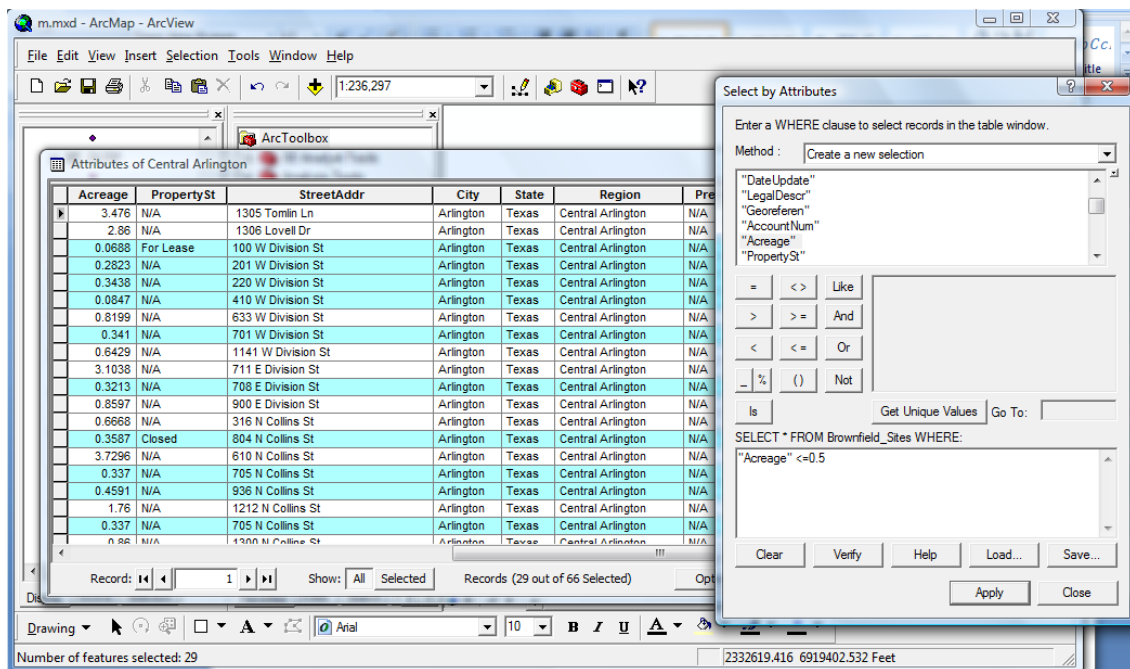 m.mxd - ArcMap - ArcView
File Edit View Insert Selection Tools Window Help
1:236,297
ArcToolbox
Attributes of Central Arlington
Acreage PropertySt StreetAddr City State Region Pre
3.476 N/A 1305 Tomlin Ln Arlington Texas Central Arlington N/A
2.86 N/A 1306 Lovell Dr Arlington Texas Central Arlington N/A
0.0688 For Lease 100 W Division St Arlington Texas Central Arlington N/A
0.2823 N/A 201 W Division St Arlington Texas Central Arlington N/A
0.3438 N/A 220 W Division St Arlington Texas Central Arlington N/A
0.0847 N/A 410 W Division St Arlington Texas Central Arlington N/A
0.8199 N/A 633 W Division St Arlington Texas Central Arlington N/A
0.341 N/A 701 W Division St Arlington Texas Central Arlington N/A
0.6429 N/A 1141 W Division St Arlington Texas Central Arlington N/A
3.1038 N/A 711 E Division St Arlington Texas Central Arlington N/A
0.3213 N/A 708 E Division St Arlington Texas Central Arlington N/A
0.8597 N/A 900 E Division St Arlington Texas Central Arlington N/A
0.6668 N/A 316 N Collins St Arlington Texas Central Arlington N/A
0.3587 Closed 804 N Collins St Arlington Texas Central Arlington N/A
3.7296 N/A 610 N Collins St Arlington Texas Central Arlington N/A
0.337 N/A 705 N Collins St Arlington Texas Central Arlington N/A
0.4591 N/A 936 N Collins St Arlington Texas Central Arlington N/A
1.76 N/A 1212 N Collins St Arlington Texas Central Arlington N/A
0.337 N/A 705 N Collins St Arlington Texas Central Arlington N/A
0.86 N/A 1300 N Collins St Arlington Texas Central Arlington N/A
Record: 1 Show: All Selected Records (29 out of 66 Selected) Opt
Drawing A Arial 10 B I U A
Number of features selected: 29
2332619.416 6919402.532 Feet
Select by Attributes
Enter a WHERE clause to select records in the table window.
Method : Create a new selection
"DateUpdate"
"LegalDescr"
"Georeferen"
"AccountNum"
"Acreage"
"PropertySt"
= < > Like
> > = And
< < = Or
_ % () Not
Is Get Unique Values Go To:
SELECT * FROM Brownfield_Sites WHERE:
"Acreage" <=0.5
Clear Verify Help Load... Save...
Apply Close